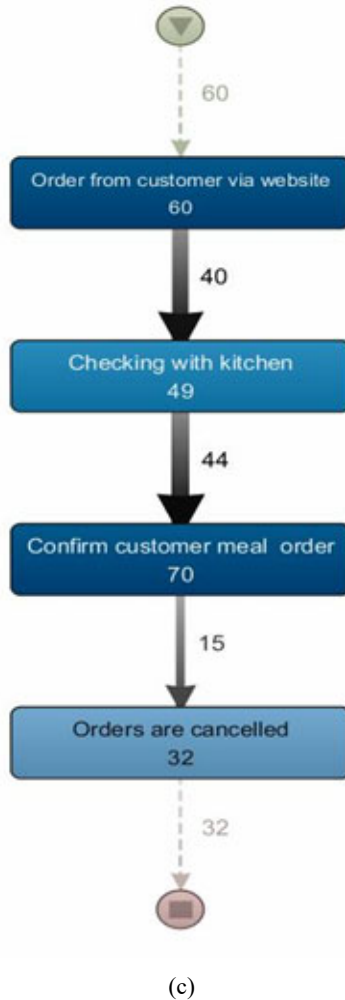 60
Order from customer via website
60
40
Checking with kitchen
49
44
Confirm customer meal order
70
15
Orders are cancelled
32
32
(c)